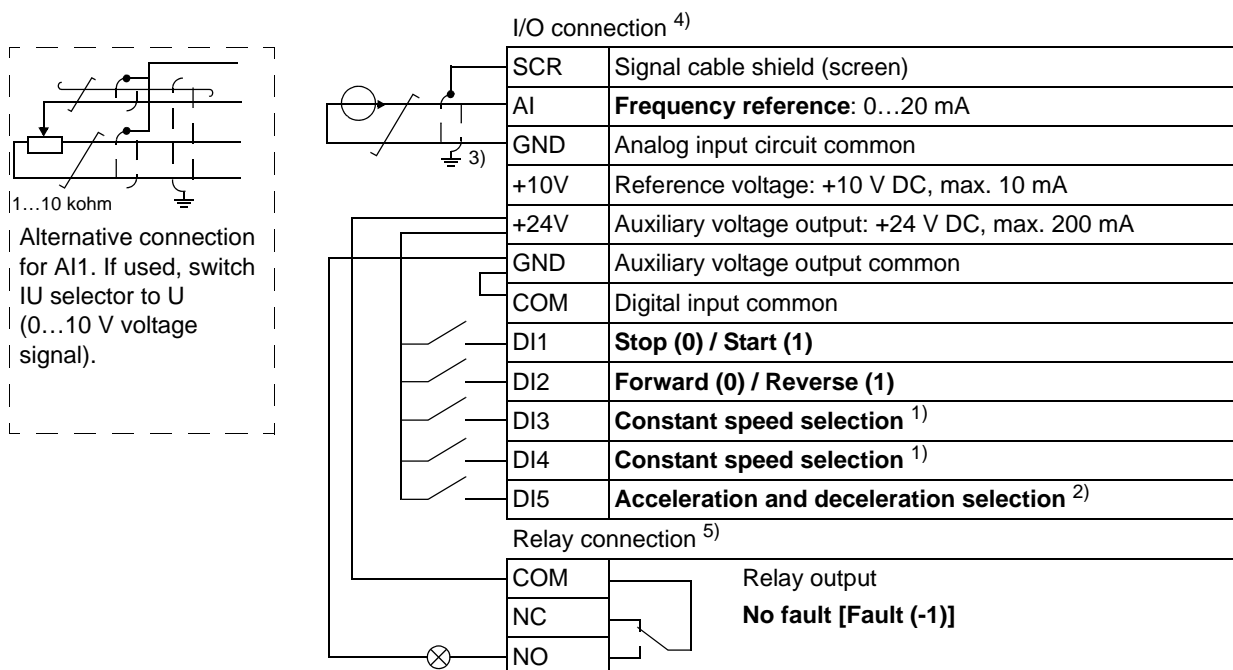 I/O connection 4)
SCR Signal cable shield (screen)
AI Frequency reference: 0…20 mA
GND Analog input circuit common
3)
+10V Reference voltage: +10 V DC, max. 10 mA
+24V Auxiliary voltage output: +24 V DC, max. 200 mA
GND Auxiliary voltage output common
COM Digital input common
DI1 Stop (0) / Start (1)
DI2 Forward (0) / Reverse (1)
DI3 Constant speed selection 1)
DI4 Constant speed selection 1)
DI5 Acceleration and deceleration selection 2)
1…10 kohm
Alternative connection
for AI1. If used, switch
IU selector to U
(0…10 V voltage
signal).
Relay connection 5)
COM Relay output
NC No fault [Fault (-1)]
NO